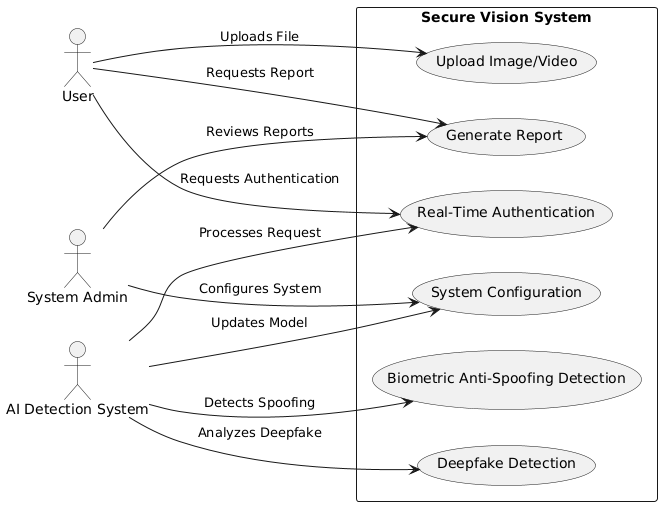 Secure Vision System
Uploads File
Upload Image/Video
User
Requests Report
Reviews Reports
Generate Report
Requests Authentication
Real-Time Authentication
Processes Request
System Admin
Configures System
System Configuration
Updates Model
Biometric Anti-Spoofing Detection
AI Detection System
Detects Spoofing
Analyzes Deepfake
Deepfake Detection